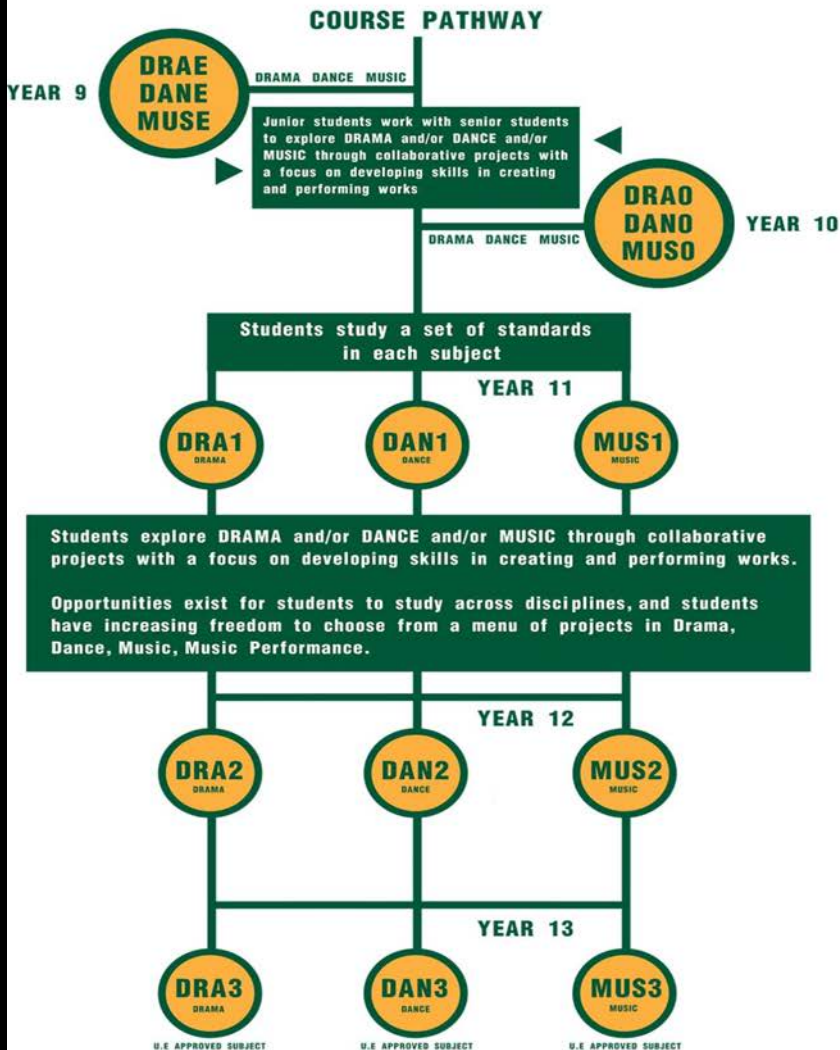 COURSE PATHWAY
DRAE
DANE
MUSE
YEAR 9
DRAMA DANCE MUSIC
Junior students work with senior students
to explore DRAMA and/or DANCE and/or
MUSIC through collaborative projects with
a focus on developing skills in creating
and performing works
DRAO
DANO
MUSO
YEAR 10
DRAMA DANCE MUSIC
Students study a set of standards
in each subject
YEAR 11
DRA1
DRAMA
DAN1
DANCE
MUS1
MUSIC
Students explore DRAMA and/or DANCE and/or MUSIC through collaborative
projects with a focus on developing skills in creating and performing works.
Opportunities exist for students to study across disciplines, and students
have increasing freedom to choose from a menu of projects in Drama,
Dance, Music, Music Performance.
YEAR 12
DRA2
DRAMA
DAN2
DANCE
MUS2
MUSIC
YEAR 13
DRA3
DRAMA
DAN3
DANCE
MUS3
MUSIC
U.E APPROVED SUBJECT
U.E APPROVED SUBJECT
U.E APPROVED SUBJECT